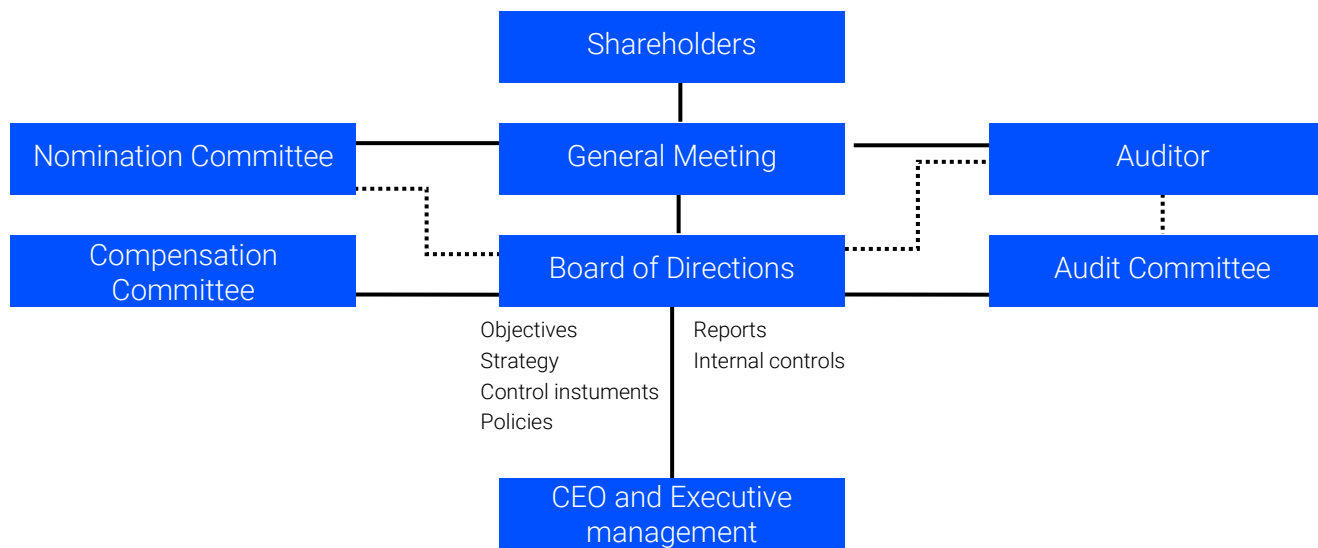 Shareholders
Nomination Committee
General Meeting
Auditor
Compensation
Committee
Board of Directions
Audit Committee
Objectives
Strategy
Control instuments
Policies
Reports
Internal controls
CEO and Executive
management